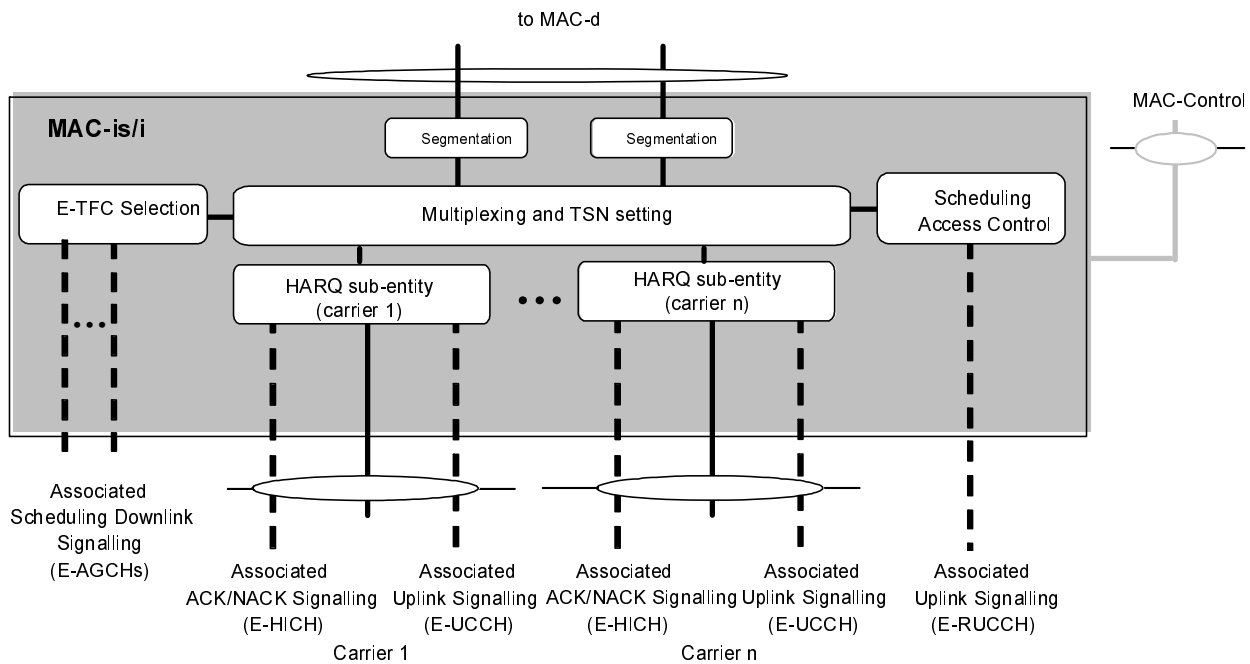 to MAC-d
MAC-Control
MAC-is/i
Segmentation
Segmentation
E-TFC Selection
Multiplexing and TSN setting
Scheduling
Access Control
HARQ sub-entity
(carrier 1)
HARQ sub-entity
(carrier n)
Associated
Scheduling Downlink
Signalling
(E-AGCHs)
Associated
ACK/NACK Signalling
(E-HICH)
Associated
Uplink Signalling
(E-UCCH)
Associated
ACK/NACK Signalling
(E-HICH)
Associated
Uplink Signalling
(E-UCCH)
Associated
Uplink Signalling
(E-RUCCH)
Carrier 1
Carrier n